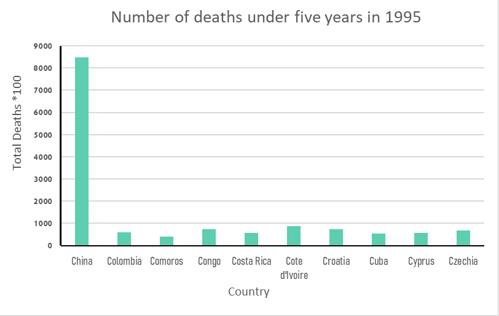 Number of deaths under five years in 1995
Total Deaths *100
9000
8000
7000
6000
5000
4000
3000
2000
1000
0
China Colombia Comoros Congo Costa Rica Cote d'Ivoire Croatia Cuba Cyprus Czechia
Country